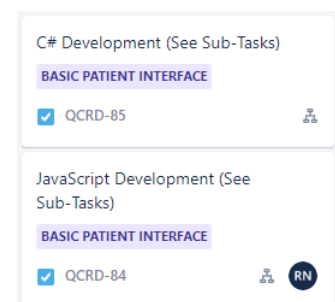 C# Development (See Sub-Tasks)
BASIC PATIENT INTERFACE
QCRD-85
JavaScript Development (See
Sub-Tasks)
BASIC PATIENT INTERFACE
QCRD-84 RN